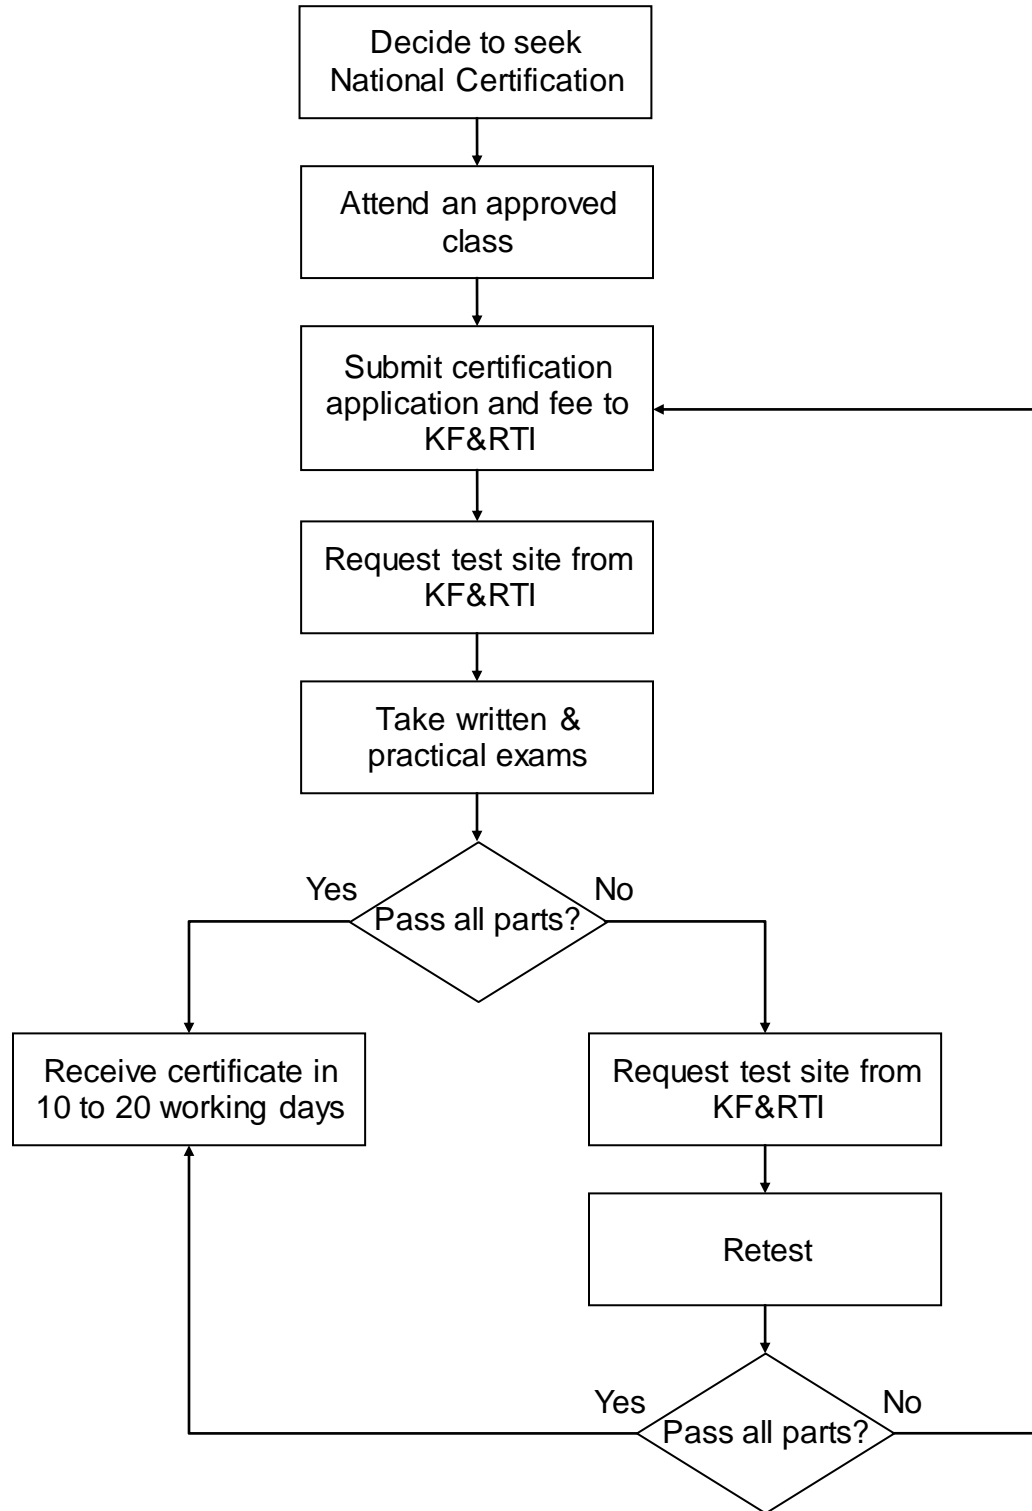 Decide to seek
National Certification
Attend an approved
class
Submit certification
application and fee to
KF&RTI
Request test site from
KF&RTI
Take written &
practical exams
Yes
No
Pass all parts?
Receive certificate in
10 to 20 working days
Request test site from
KF&RTI
Retest
Yes
No
Pass all parts?